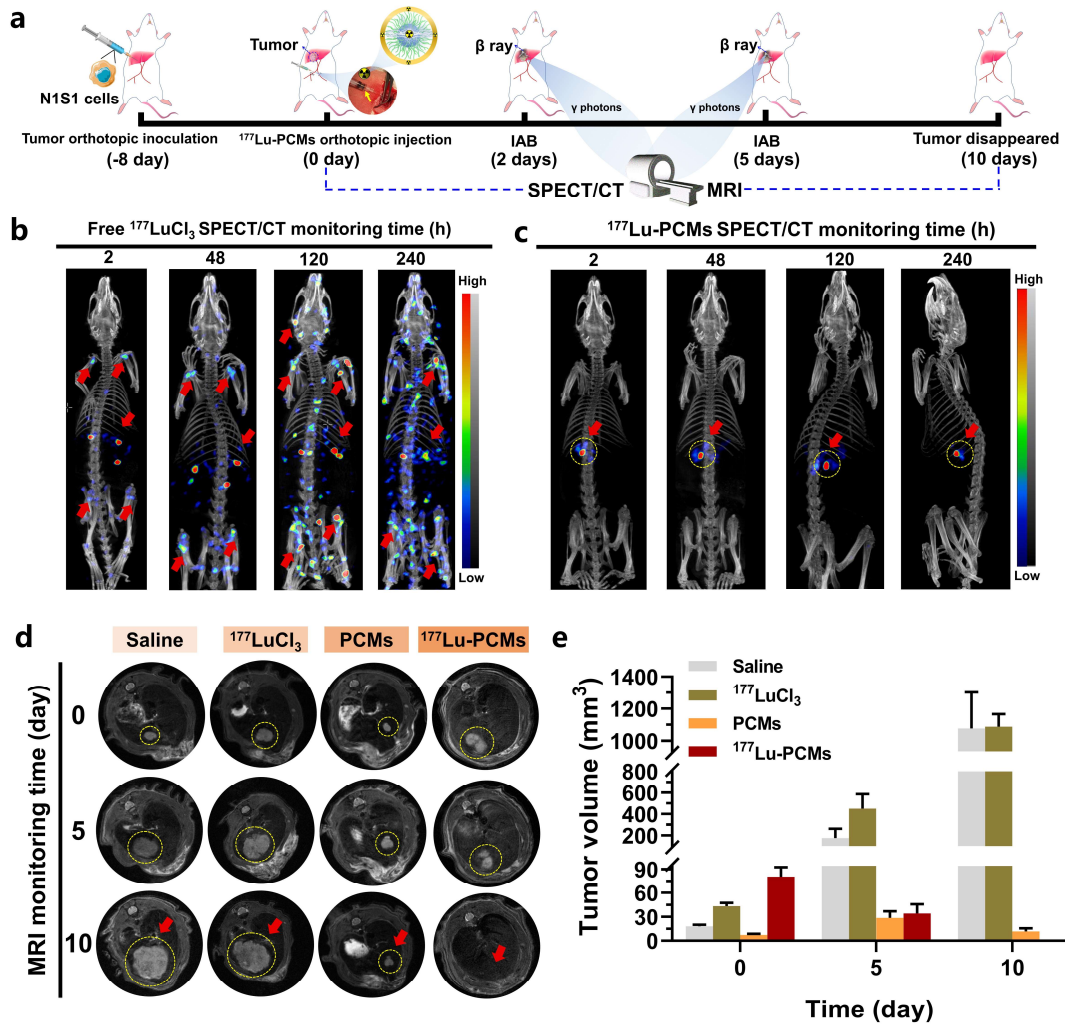 a
Tumor
β ray
β ray
N1S1 cells
γ photons
γ photons
Tumor orthotopic inoculation
(-8 day)
¹⁷⁷Lu-PCMs orthotopic injection
(0 day)
IAB
(2 days)
IAB
(5 days)
Tumor disappeared
(10 days)
SPECT/CT
MRI
b
Free ¹⁷⁷LuCl₃ SPECT/CT monitoring time (h)
2 48 120 240
High
Low
c
¹⁷⁷Lu-PCMs SPECT/CT monitoring time (h)
2 48 120 240
High
Low
d
Saline ¹⁷⁷LuCl₃ PCMs ¹⁷⁷Lu-PCMs
MRI monitoring time (day)
0
5
10
e
Saline
¹⁷⁷LuCl₃
PCMs
¹⁷⁷Lu-PCMs
Tumor volume (mm³)
1400
1200
1000
800
600
400
200
90
60
30
0
0 5 10
Time (day)